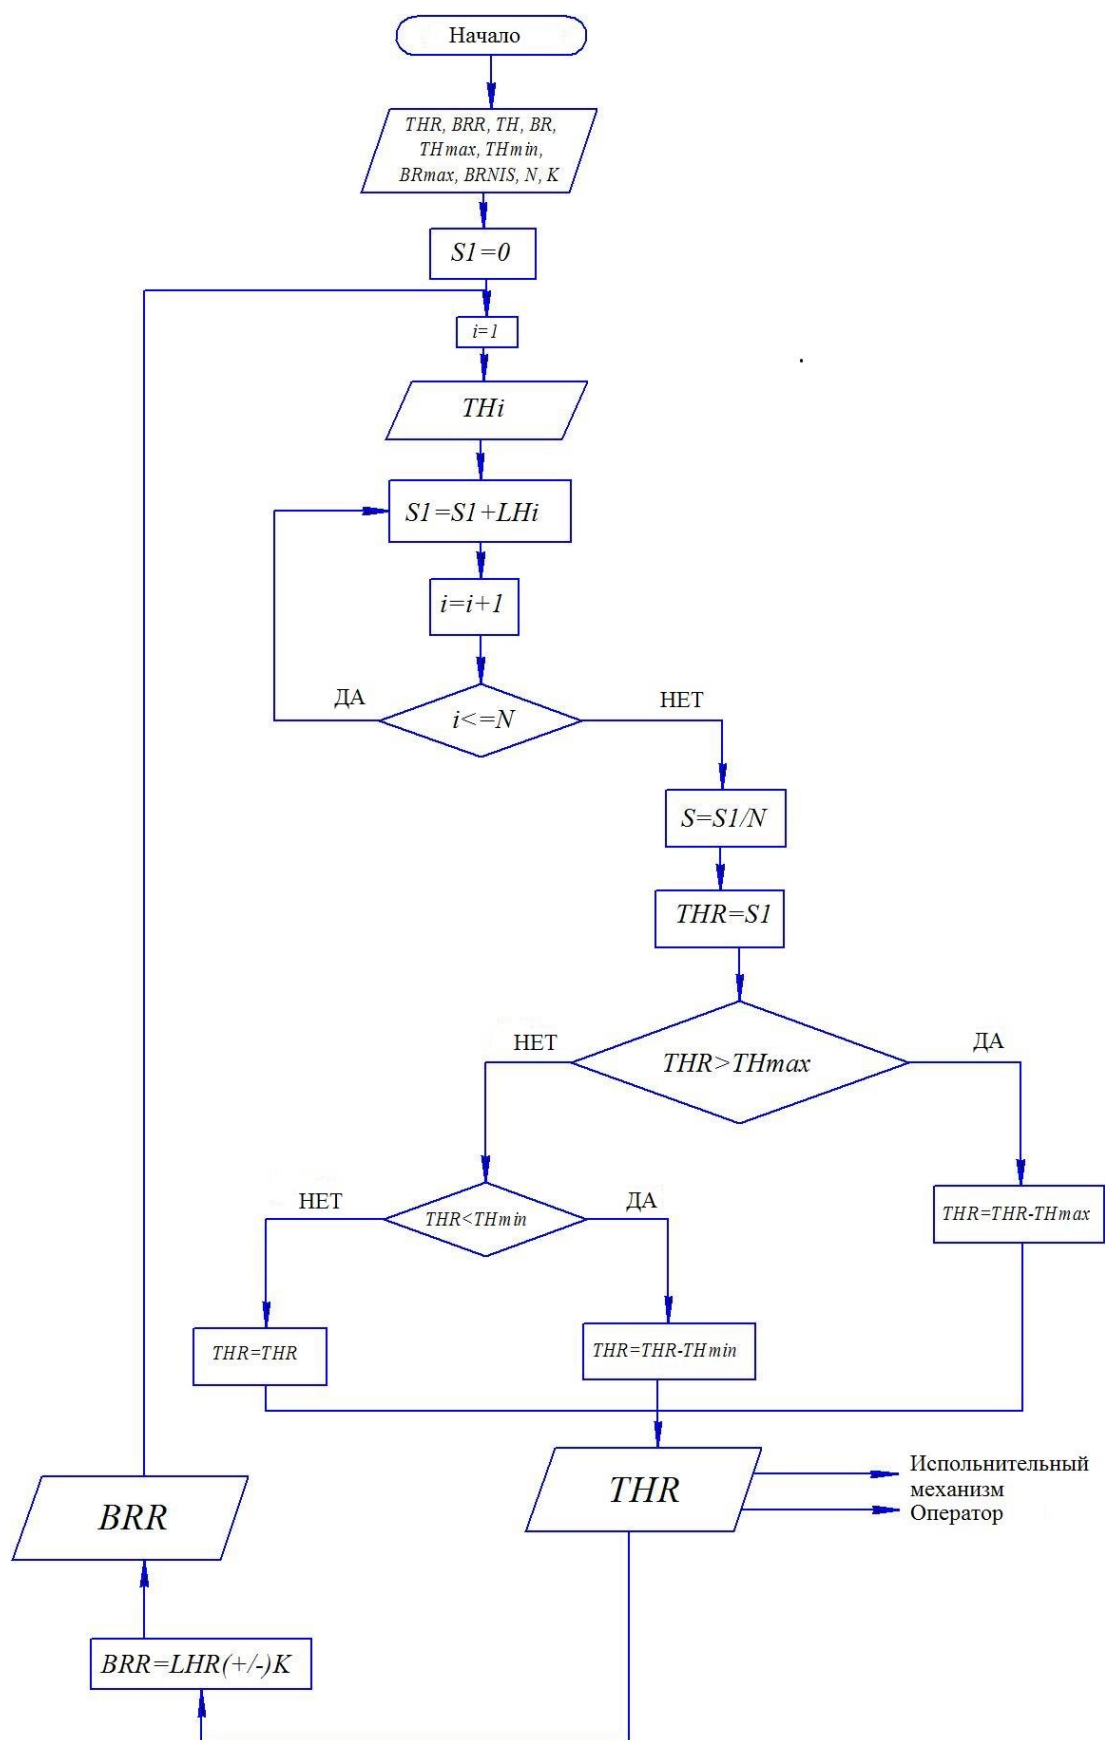 Начало
THR, BRR, TH, BR,
THmax, THmin,
BRmax, BRNIS, N, K
S1=0
i=1
THi
S1=S1+LHi
i=i+1
ДА
НЕТ
i<=N
S=S1/N
THR=S1
НЕТ
ДА
THR>THmax
НЕТ
ДА
THR<THmin
THR=THR-THmax
THR=THR
THR=THR-THmin
THR
Испольнительный
механизм
Оператор
BRR
BRR=LHR(+/-)K